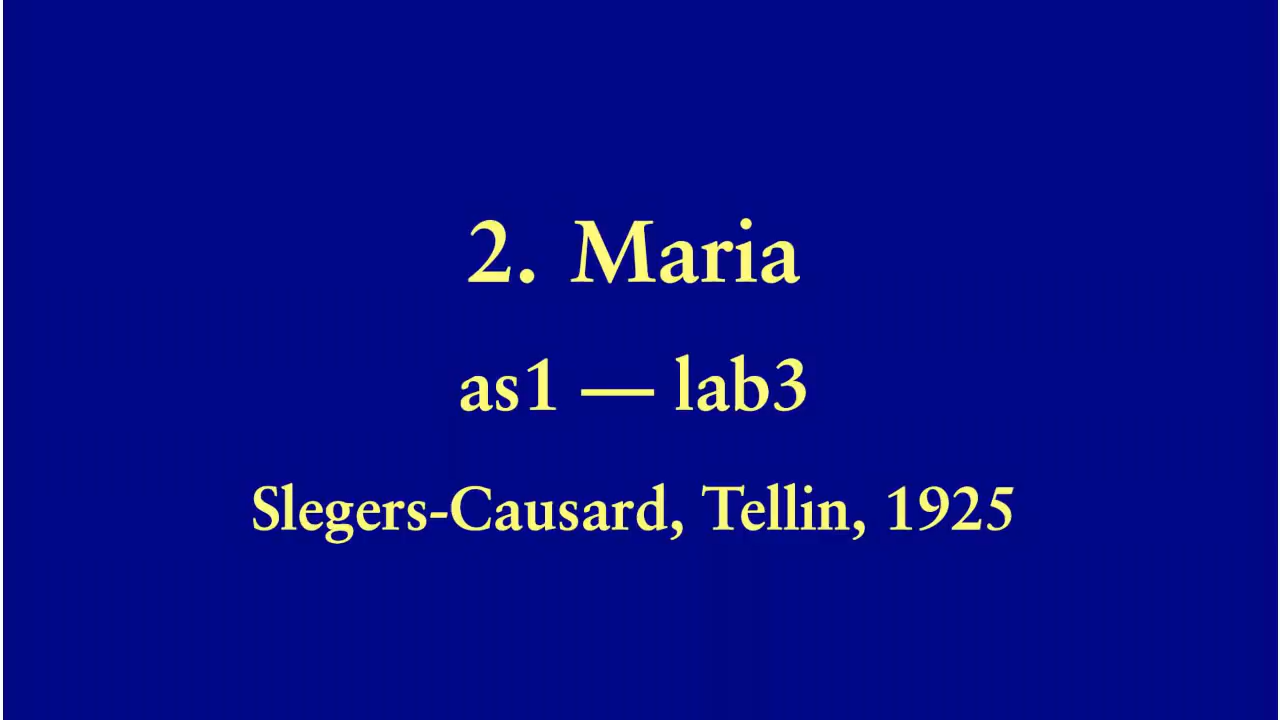 2. Maria
as1 — lab3
Slegers-Causard, Tellin, 1925